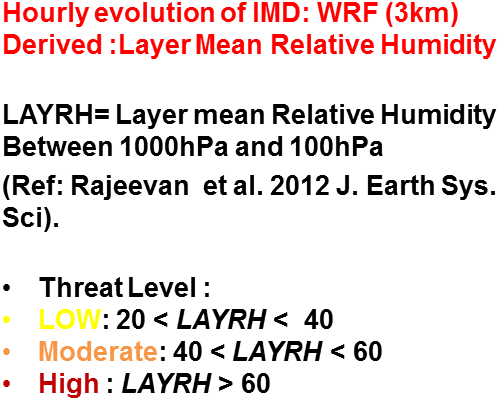 Hourly evolution of IMD: WRF (3km)
Derived :Layer Mean Relative Humidity
LAYRH= Layer mean Relative Humidity
Between 1000hPa and 100hPa
(Ref: Rajeevan et al. 2012 J. Earth Sys.
Sci).
• Threat Level :
• LOW: 20 < LAYRH < 40
• Moderate: 40 < LAYRH < 60
• High : LAYRH > 60